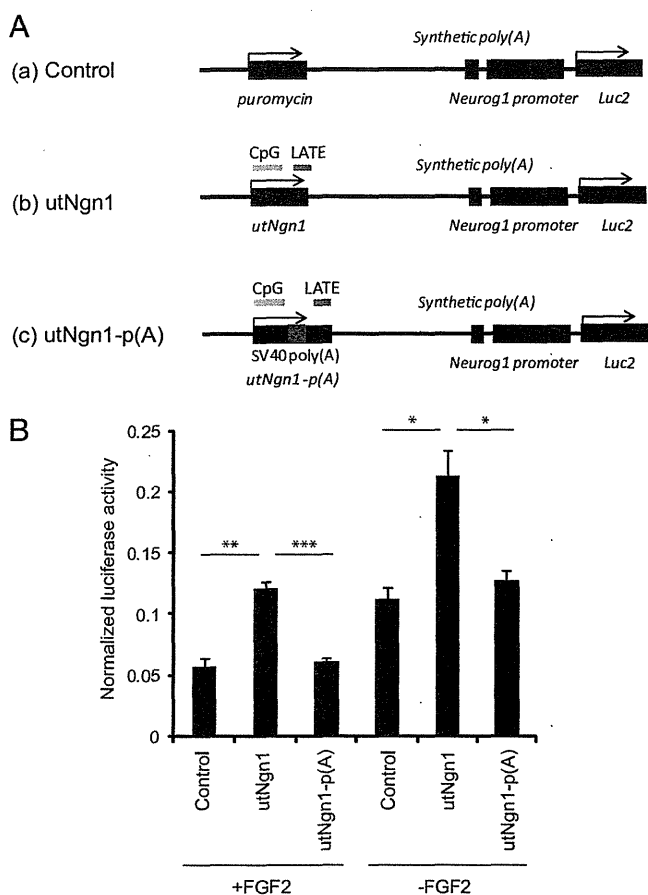 A
Synthetic poly(A)
(a) Control
puromycin
Neurog1 promoter
Luc2
CpG
LATE
Synthetic poly(A)
(b) utNgn1
utNgn1
Neurog1 promoter
Luc2
CpG
LATE
Synthetic poly(A)
(c) utNgn1-p(A)
SV40 poly(A)
utNgn1-p(A)
Neurog1 promoter
Luc2
B
Normalized luciferase activity
0.25
0.2
0.15
0.1
0.05
0
**
***
*
*
Control
utNgn1
utNgn1-p(A)
Control
utNgn1
utNgn1-p(A)
+FGF2
-FGF2